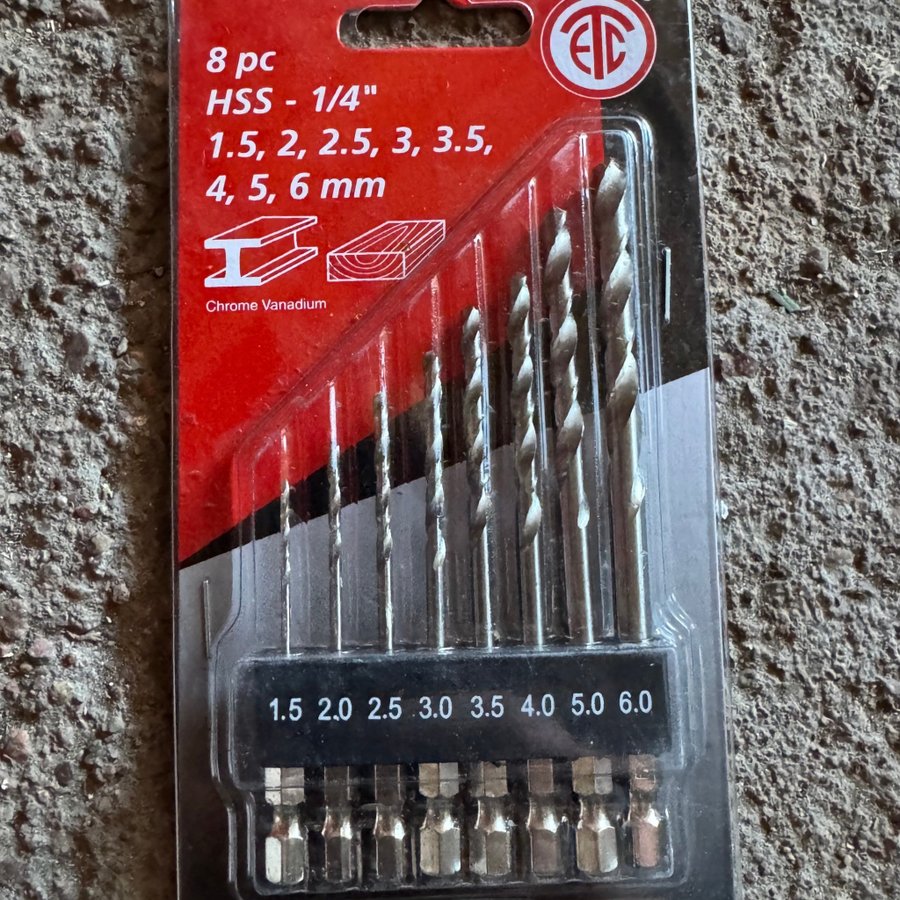 ETC
8 pc
HSS - 1/4"
1.5, 2, 2.5, 3, 3.5,
4, 5, 6 mm
Chrome Vanadium
1.5 2.0 2.5 3.0 3.5 4.0 5.0 6.0